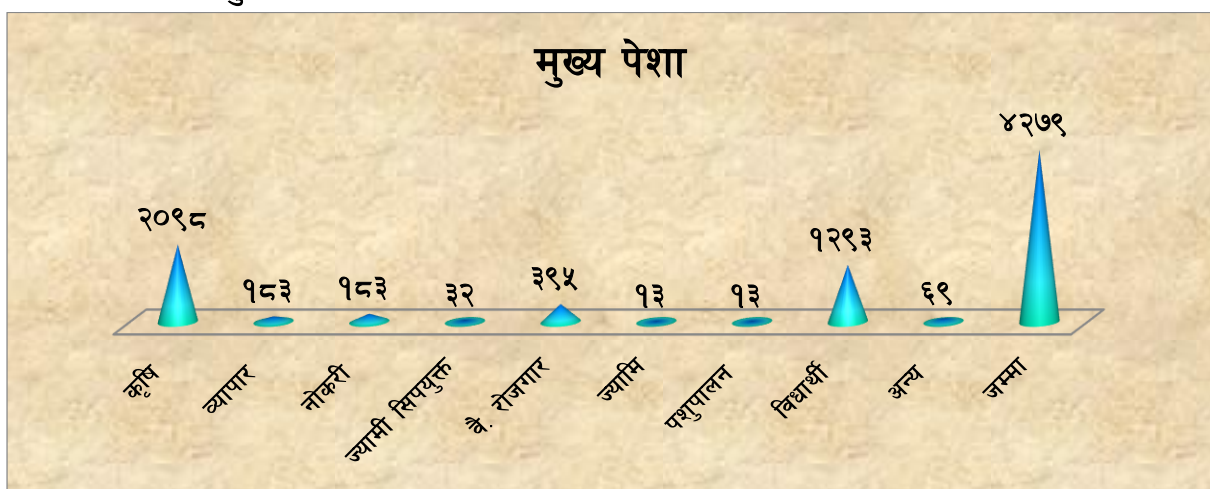 मुख्य पेशा
२०९८
१८३
१८३
३२
३९५
१३
१३
१२९३
६९
४२७९
कृषि
व्यापार
नोकरी
ज्यामी सिपयुक्त
वै. रोजगार
ज्यामि
पशुपालन
विधार्थी
अन्य
जम्मा